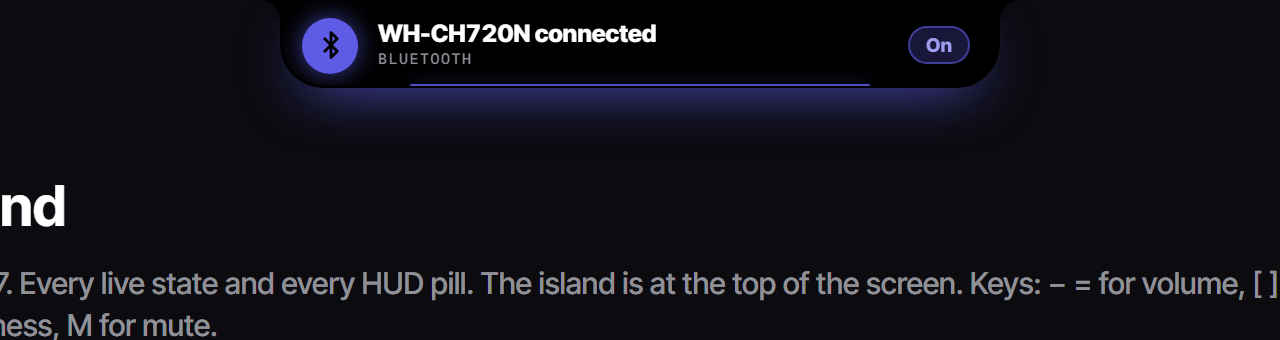 WH-CH720N connected
BLUETOOTH
On
nd
7. Every live state and every HUD pill. The island is at the top of the screen. Keys: − = for volume, [ ]
ness, M for mute.